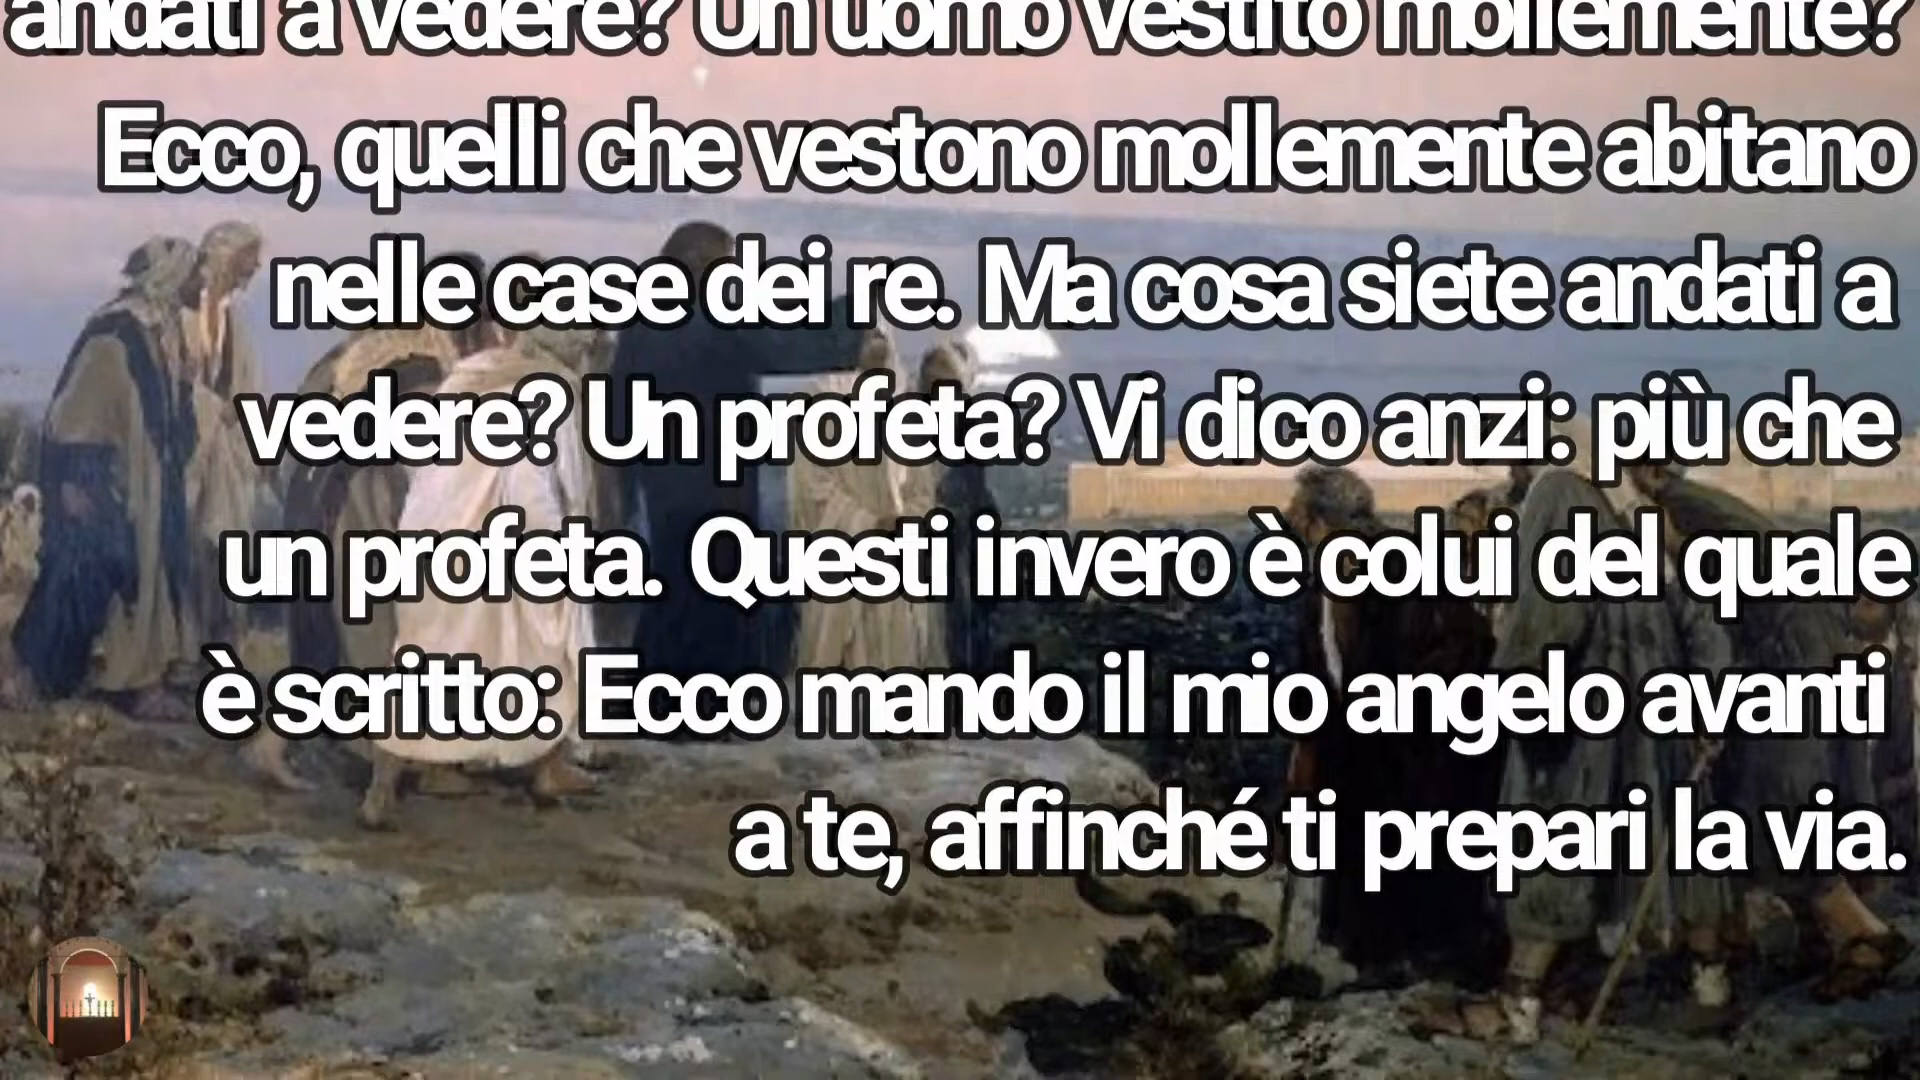 andati a vedere? Un uomo vestito mollemente?
Ecco, quelli che vestono mollemente abitano
nelle case dei re. Ma cosa siete andati a
vedere? Un profeta? Vi dico anzi: più che
un profeta. Questi invero è colui del quale
è scritto: Ecco mando il mio angelo avanti
a te, affinché ti prepari la via.